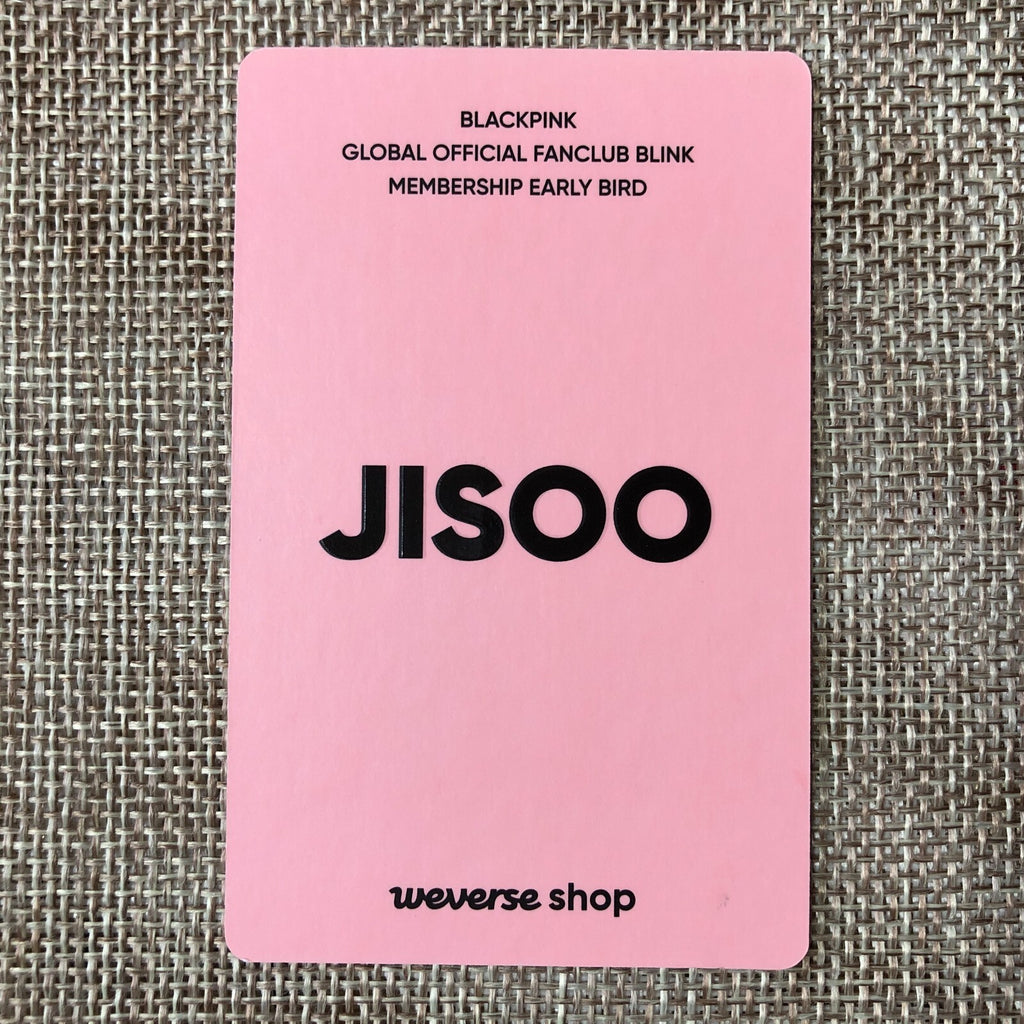 BLACKPINK
GLOBAL OFFICIAL FANCLUB BLINK
MEMBERSHIP EARLY BIRD
JISOO
weverse shop